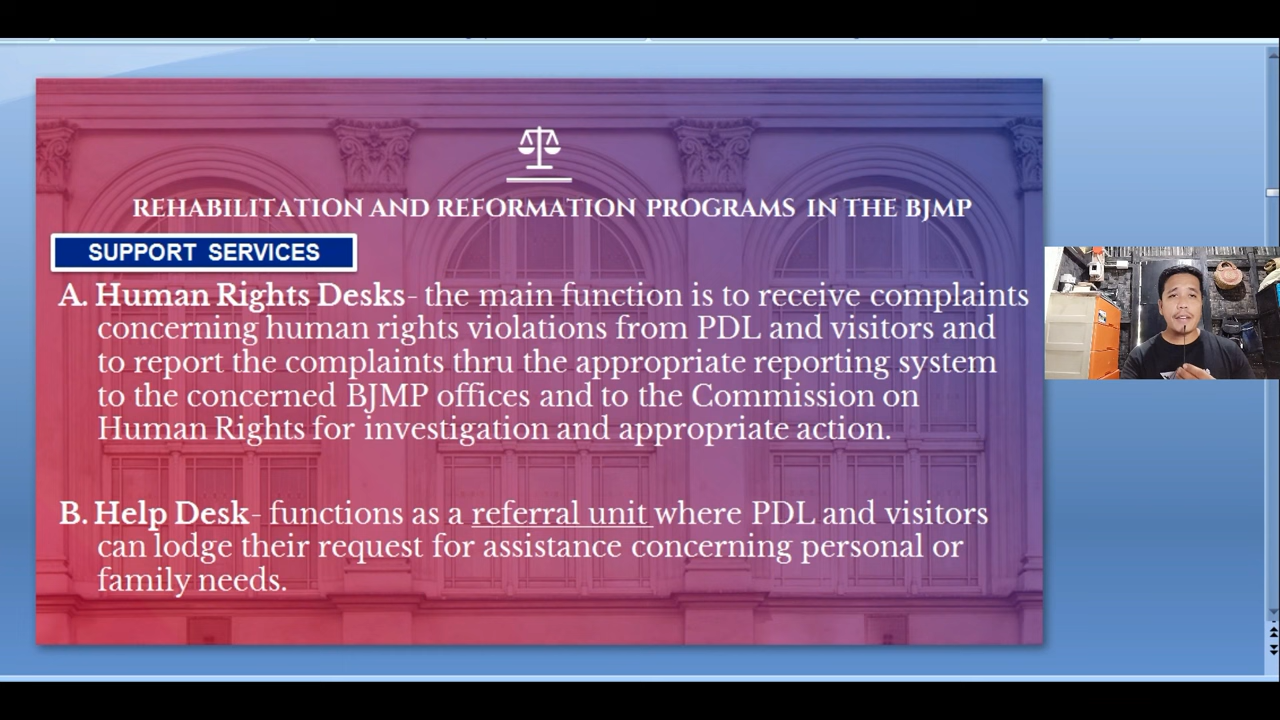 REHABILITATION AND REFORMATION PROGRAMS IN THE BJMP
SUPPORT SERVICES
A. Human Rights Desks- the main function is to receive complaints
concerning human rights violations from PDL and visitors and
to report the complaints thru the appropriate reporting system
to the concerned BJMP offices and to the Commission on
Human Rights for investigation and appropriate action.
B. Help Desk- functions as a referral unit where PDL and visitors
can lodge their request for assistance concerning personal or
family needs.